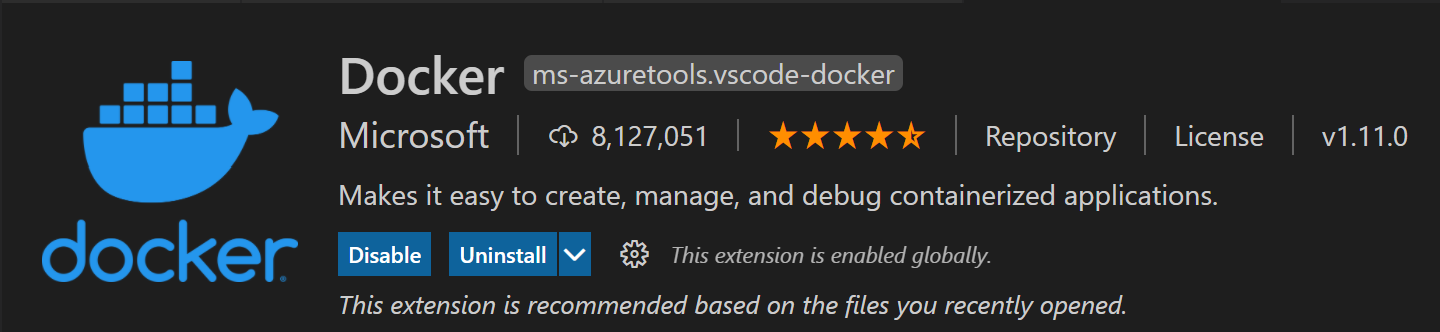 docker
Docker ms-azuretools.vscode-docker
Microsoft 8,127,051 Repository License v1.11.0
Makes it easy to create, manage, and debug containerized applications.
Disable Uninstall This extension is enabled globally.
This extension is recommended based on the files you recently opened.